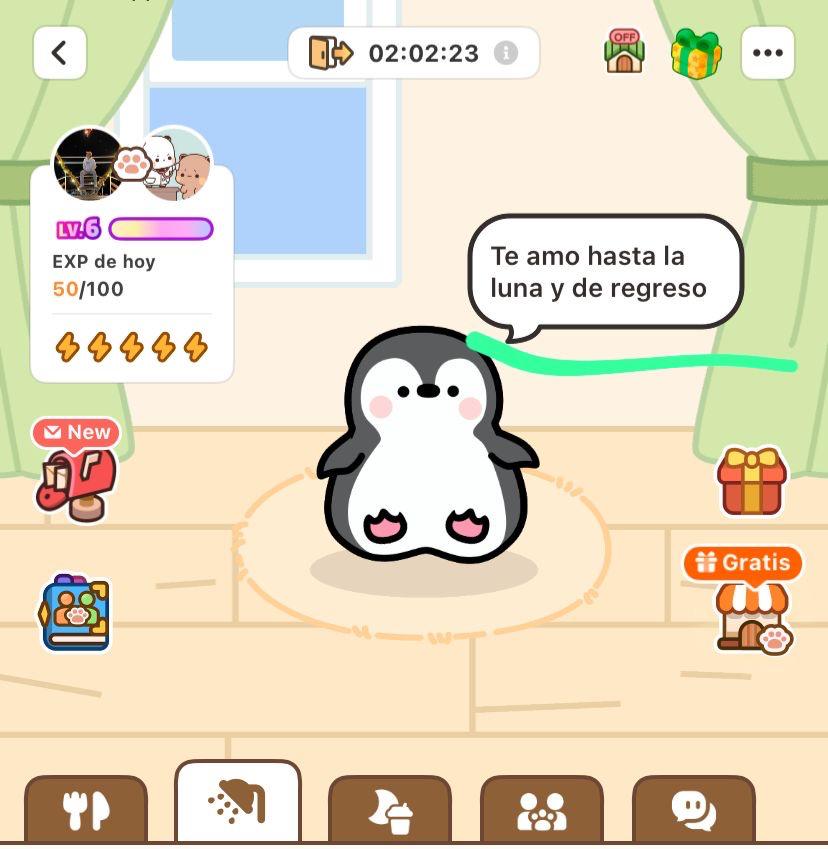 02:02:23
OFF
LV.6
EXP de hoy
50/100
Te amo hasta la
luna y de regreso
New
Gratis